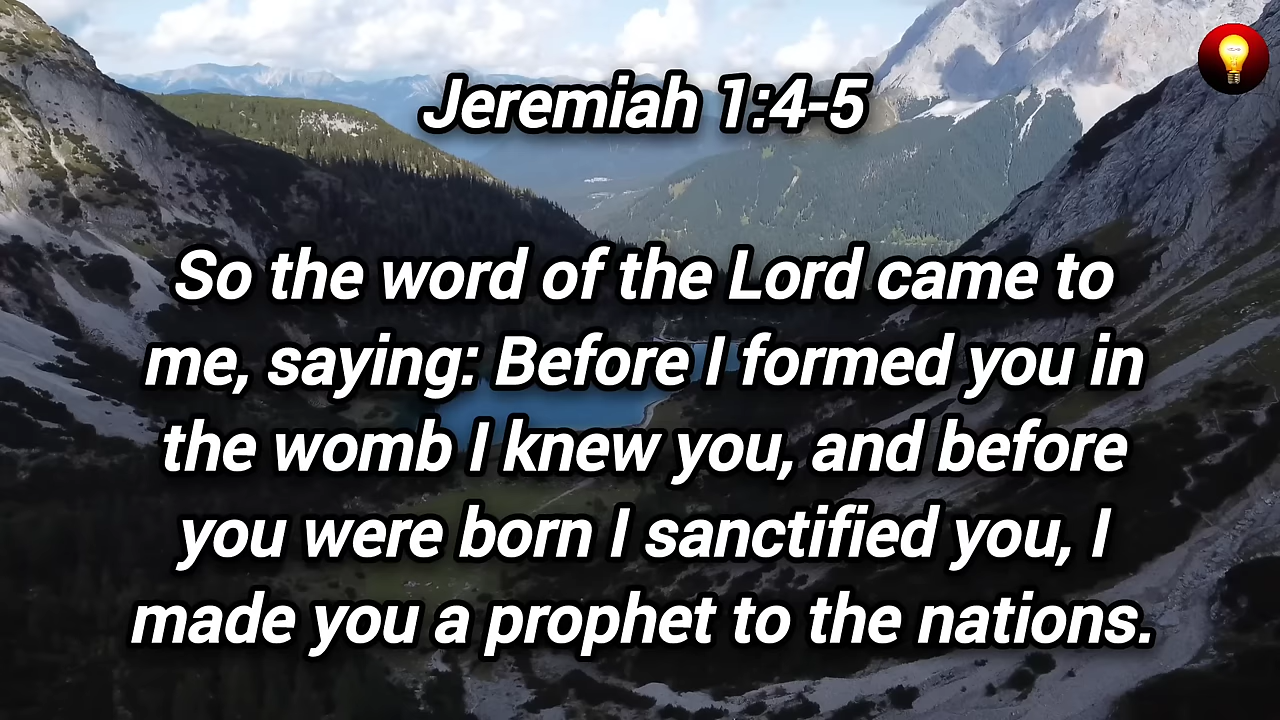 Jeremiah 1:4-5
So the word of the Lord came to
me, saying: Before I formed you in
the womb I knew you, and before
you were born I sanctified you, I
made you a prophet to the nations.